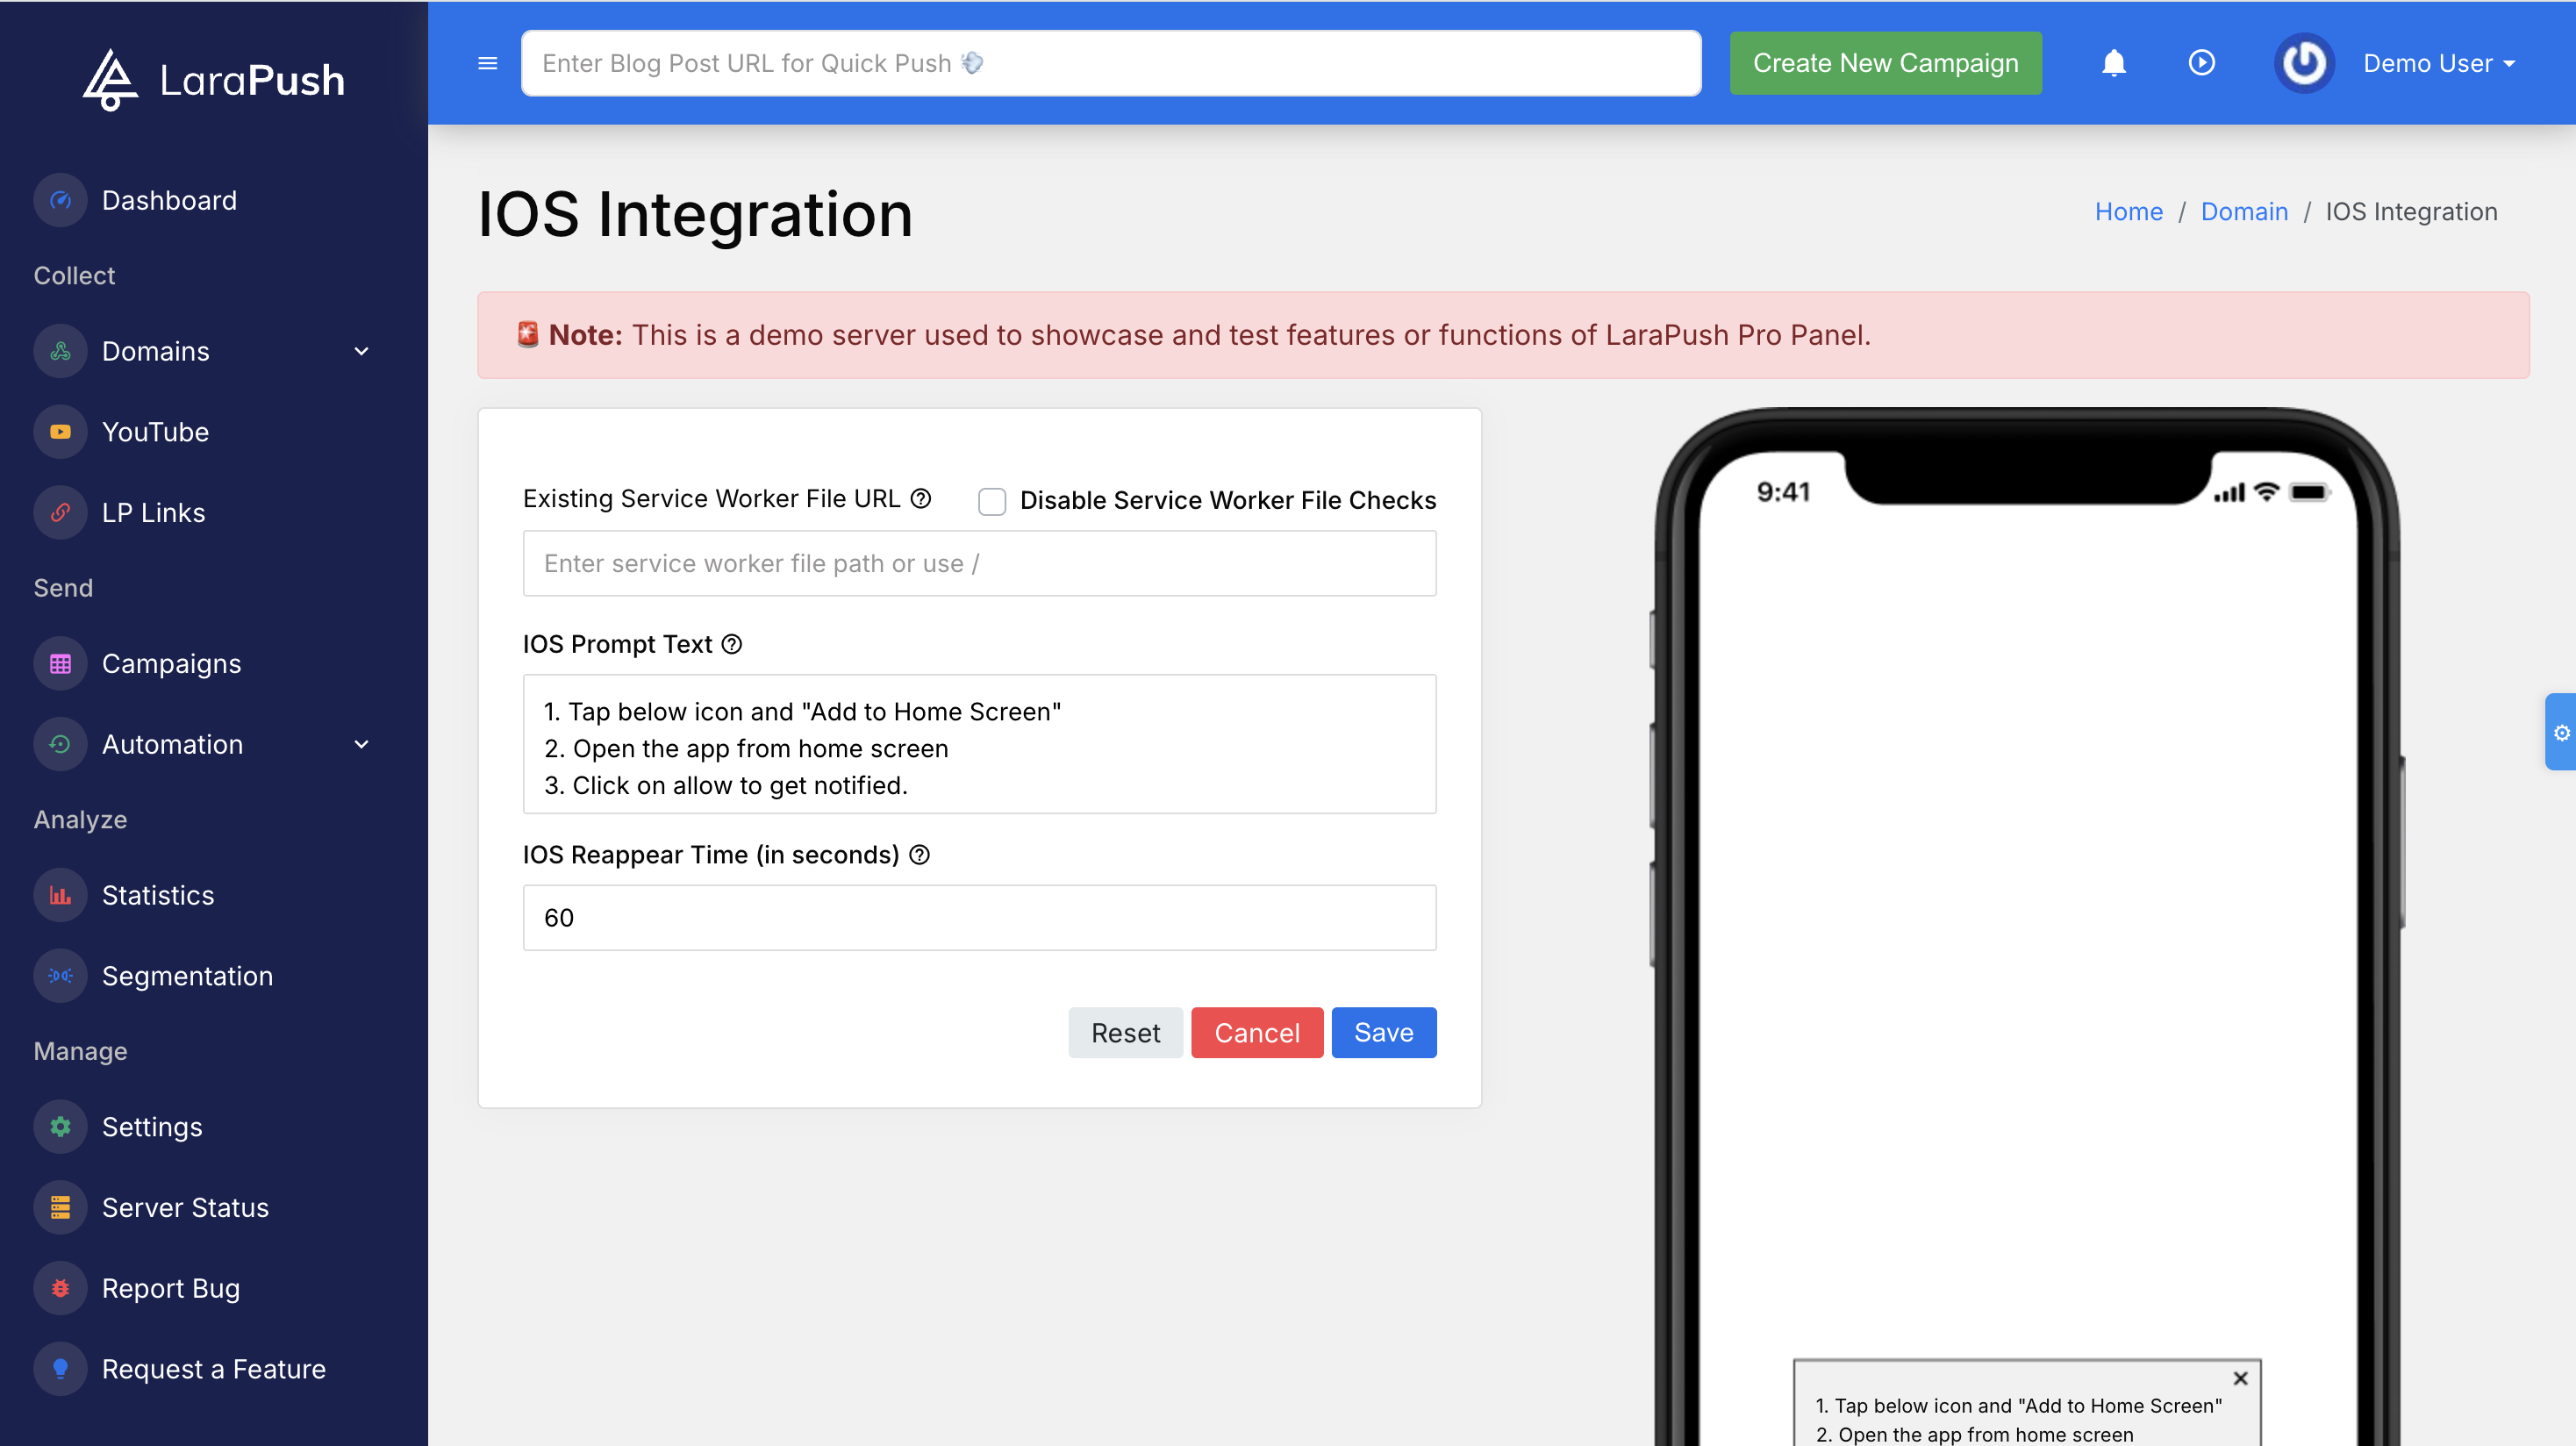 LaraPush
Enter Blog Post URL for Quick Push
Create New Campaign
Demo User
Dashboard
Collect
Domains
YouTube
LP Links
Send
Campaigns
Automation
Analyze
Statistics
Segmentation
Manage
Settings
Server Status
Report Bug
Request a Feature
IOS Integration
Home / Domain / IOS Integration
Note: This is a demo server used to showcase and test features or functions of LaraPush Pro Panel.
Existing Service Worker File URL
Disable Service Worker File Checks
Enter service worker file path or use /
IOS Prompt Text
1. Tap below icon and "Add to Home Screen"
2. Open the app from home screen
3. Click on allow to get notified.
IOS Reappear Time (in seconds)
60
Reset
Cancel
Save
9:41
1. Tap below icon and "Add to Home Screen"
2. Open the app from home screen